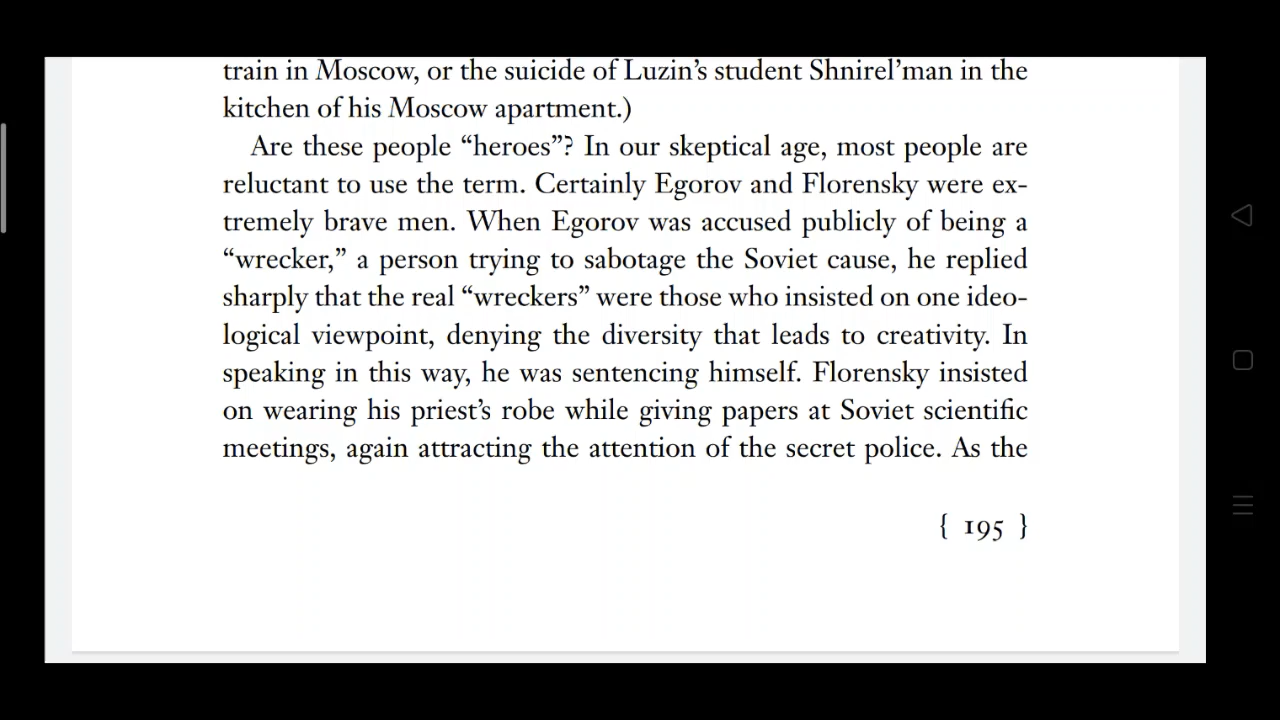 train in Moscow, or the suicide of Luzin’s student Shnirel’man in the
kitchen of his Moscow apartment.)
Are these people “heroes”? In our skeptical age, most people are
reluctant to use the term. Certainly Egorov and Florensky were ex-
tremely brave men. When Egorov was accused publicly of being a
“wrecker,” a person trying to sabotage the Soviet cause, he replied
sharply that the real “wreckers” were those who insisted on one ideo-
logical viewpoint, denying the diversity that leads to creativity. In
speaking in this way, he was sentencing himself. Florensky insisted
on wearing his priest’s robe while giving papers at Soviet scientific
meetings, again attracting the attention of the secret police. As the
{ 195 }